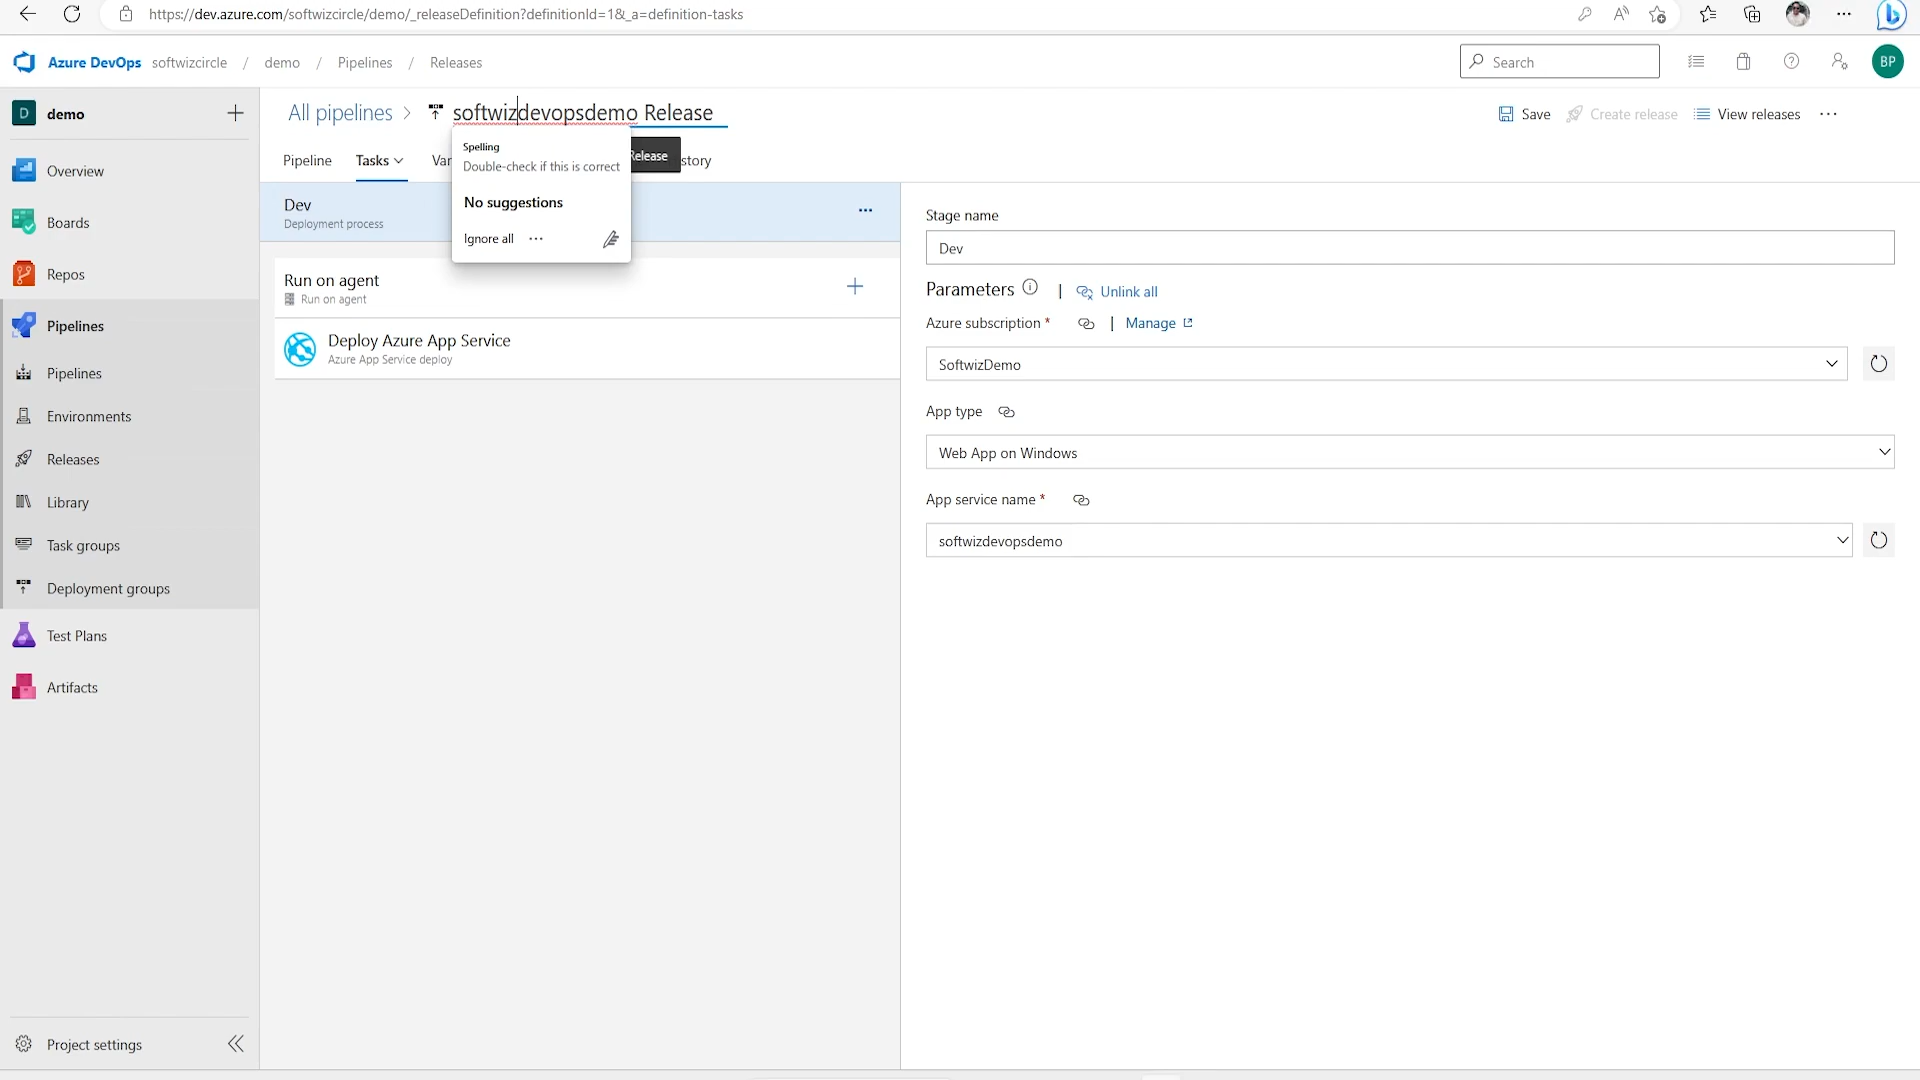 https://dev.azure.com/softwizcircle/demo/_releaseDefinition?definitionId=1&_a=definition-tasks
Azure DevOps softwizcircle / demo / Pipelines / Releases
Search
BP
D demo
All pipelines > softwizdevopsdemo Release
Save Create release View releases
Pipeline Tasks Var
Release
story
Spelling
Double-check if this is correct
No suggestions
Ignore all
Overview
Boards
Repos
Pipelines
Pipelines
Environments
Releases
Library
Task groups
Deployment groups
Test Plans
Artifacts
Project settings
Dev
Deployment process
Run on agent
Run on agent
Deploy Azure App Service
Azure App Service deploy
Stage name
Dev
Parameters | Unlink all
Azure subscription * | Manage
SoftwizDemo
App type
Web App on Windows
App service name *
softwizdevopsdemo